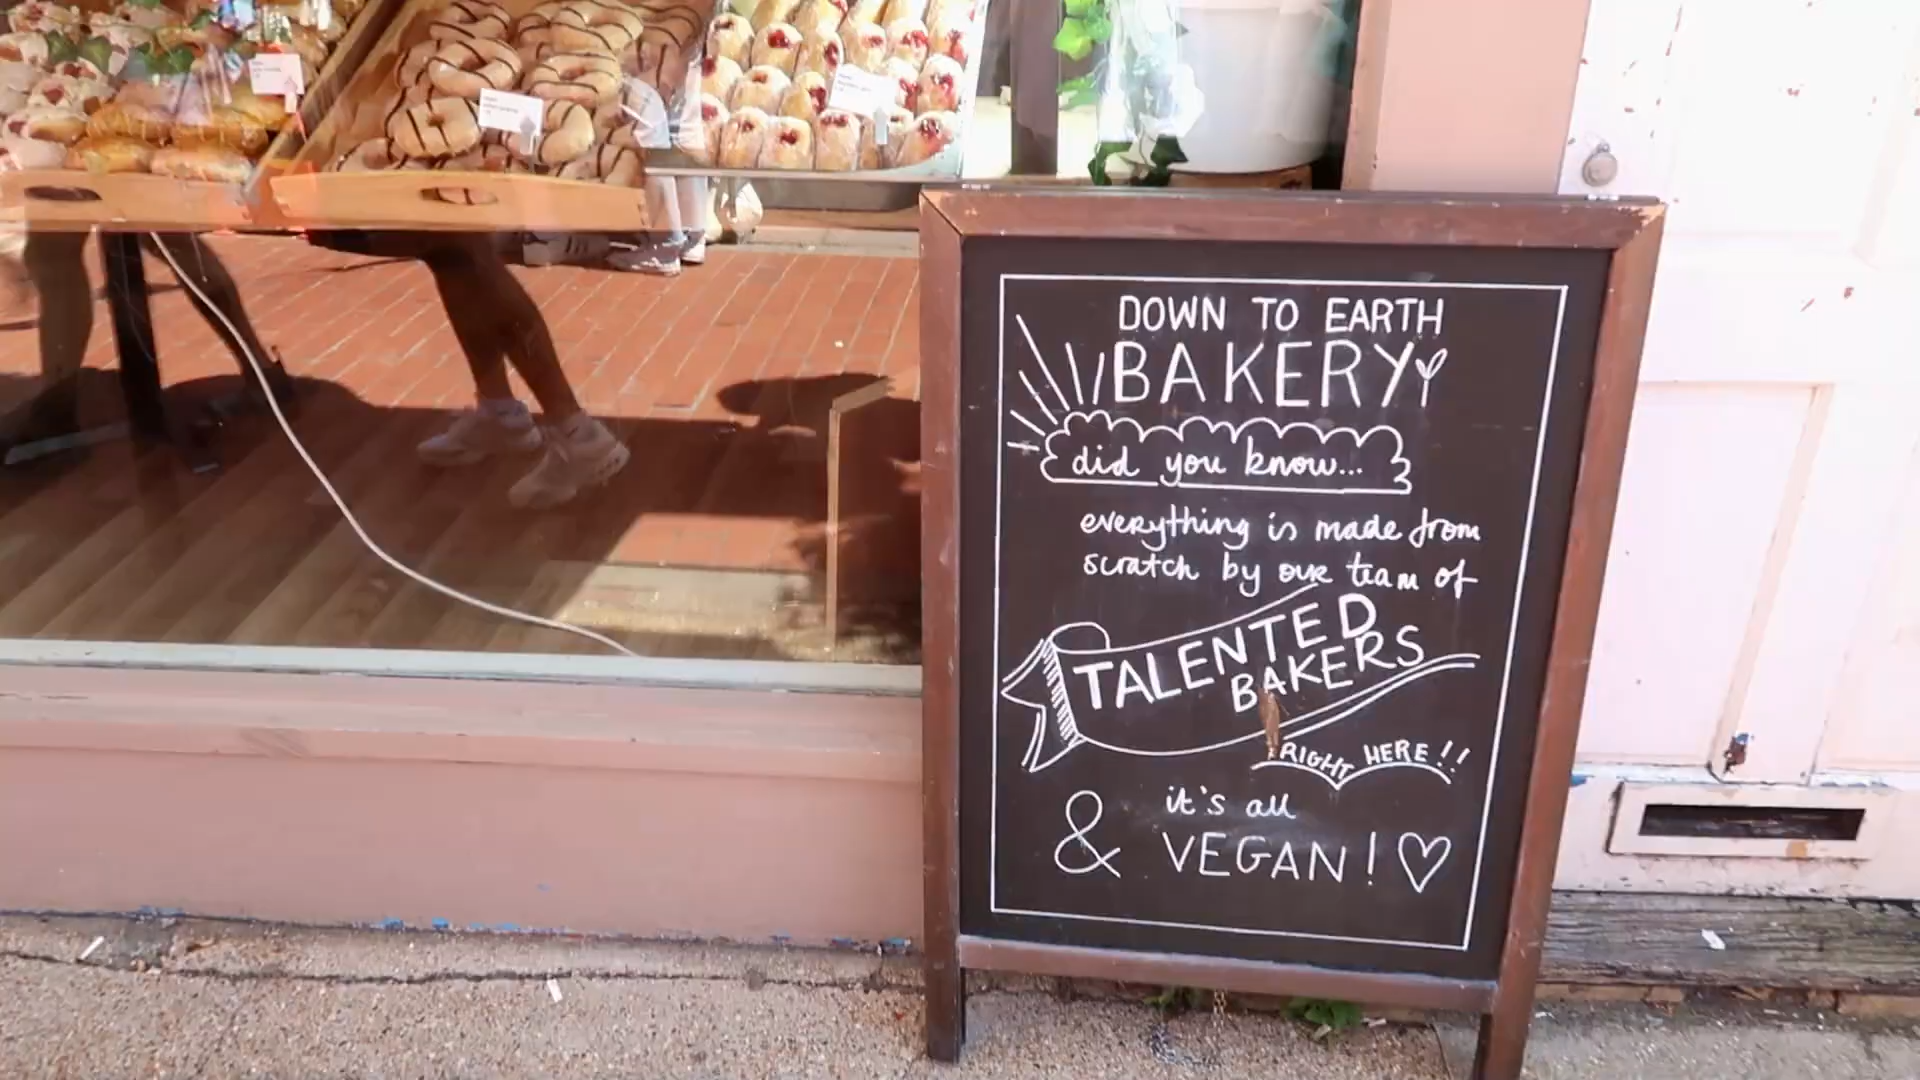 DOWN TO EARTH
BAKERY
did you know...
everything is made from
scratch by our team of
TALENTED
BAKERS
RIGHT HERE!!
& it's all
VEGAN!